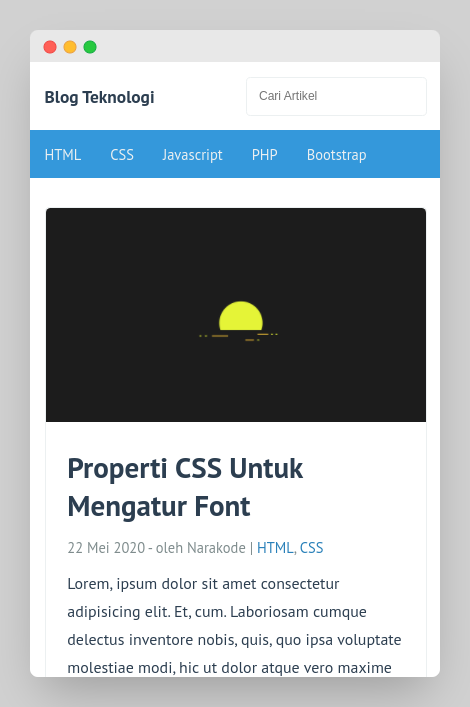 Blog Teknologi
Cari Artikel
HTML CSS Javascript PHP Bootstrap
Properti CSS Untuk
Mengatur Font
22 Mei 2020 - oleh Narakode | HTML, CSS
Lorem, ipsum dolor sit amet consectetur
adipisicing elit. Et, cum. Laboriosam cumque
delectus inventore nobis, quis, quo ipsa voluptate
molestiae modi, hic ut dolor atque vero maxime